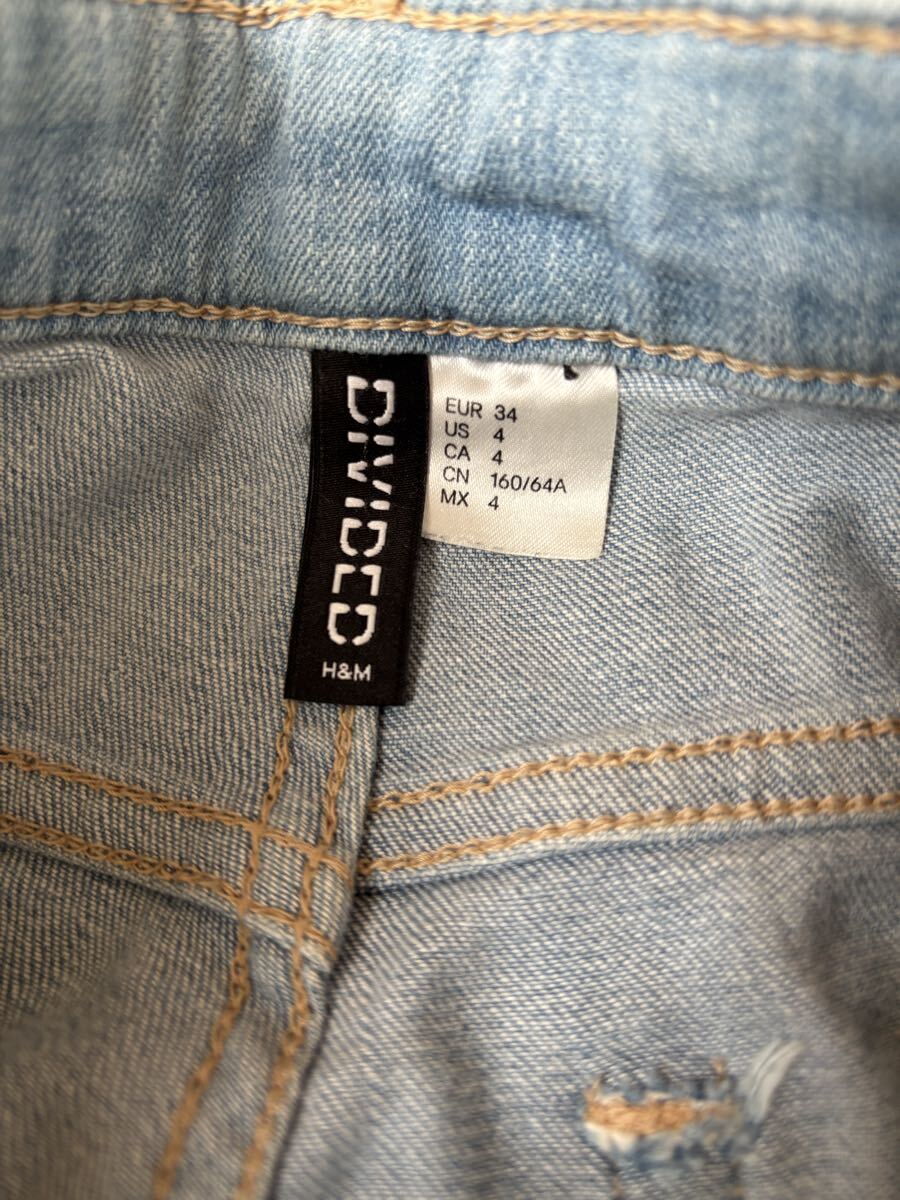 DIVIDED
H&M
EUR 34
US 4
CA 4
CN 160/64A
MX 4